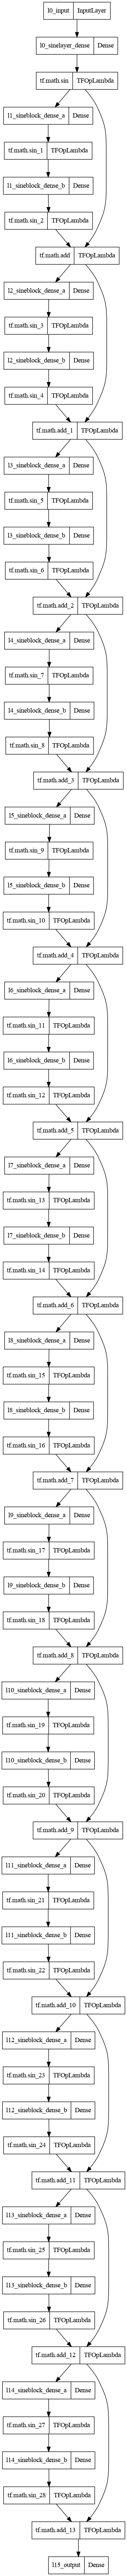 l0_input InputLayer
l0_sinelayer_dense Dense
tf.math.sin TFOpLambda
l1_sineblock_dense_a Dense
tf.math.sin_1 TFOpLambda
l1_sineblock_dense_b Dense
tf.math.sin_2 TFOpLambda
tf.math.add TFOpLambda
l2_sineblock_dense_a Dense
tf.math.sin_3 TFOpLambda
l2_sineblock_dense_b Dense
tf.math.sin_4 TFOpLambda
tf.math.add_1 TFOpLambda
l3_sineblock_dense_a Dense
tf.math.sin_5 TFOpLambda
l3_sineblock_dense_b Dense
tf.math.sin_6 TFOpLambda
tf.math.add_2 TFOpLambda
l4_sineblock_dense_a Dense
tf.math.sin_7 TFOpLambda
l4_sineblock_dense_b Dense
tf.math.sin_8 TFOpLambda
tf.math.add_3 TFOpLambda
l5_sineblock_dense_a Dense
tf.math.sin_9 TFOpLambda
l5_sineblock_dense_b Dense
tf.math.sin_10 TFOpLambda
tf.math.add_4 TFOpLambda
l6_sineblock_dense_a Dense
tf.math.sin_11 TFOpLambda
l6_sineblock_dense_b Dense
tf.math.sin_12 TFOpLambda
tf.math.add_5 TFOpLambda
l7_sineblock_dense_a Dense
tf.math.sin_13 TFOpLambda
l7_sineblock_dense_b Dense
tf.math.sin_14 TFOpLambda
tf.math.add_6 TFOpLambda
l8_sineblock_dense_a Dense
tf.math.sin_15 TFOpLambda
l8_sineblock_dense_b Dense
tf.math.sin_16 TFOpLambda
tf.math.add_7 TFOpLambda
l9_sineblock_dense_a Dense
tf.math.sin_17 TFOpLambda
l9_sineblock_dense_b Dense
tf.math.sin_18 TFOpLambda
tf.math.add_8 TFOpLambda
l10_sineblock_dense_a Dense
tf.math.sin_19 TFOpLambda
l10_sineblock_dense_b Dense
tf.math.sin_20 TFOpLambda
tf.math.add_9 TFOpLambda
l11_sineblock_dense_a Dense
tf.math.sin_21 TFOpLambda
l11_sineblock_dense_b Dense
tf.math.sin_22 TFOpLambda
tf.math.add_10 TFOpLambda
l12_sineblock_dense_a Dense
tf.math.sin_23 TFOpLambda
l12_sineblock_dense_b Dense
tf.math.sin_24 TFOpLambda
tf.math.add_11 TFOpLambda
l13_sineblock_dense_a Dense
tf.math.sin_25 TFOpLambda
l13_sineblock_dense_b Dense
tf.math.sin_26 TFOpLambda
tf.math.add_12 TFOpLambda
l14_sineblock_dense_a Dense
tf.math.sin_27 TFOpLambda
l14_sineblock_dense_b Dense
tf.math.sin_28 TFOpLambda
tf.math.add_13 TFOpLambda
l15_output Dense